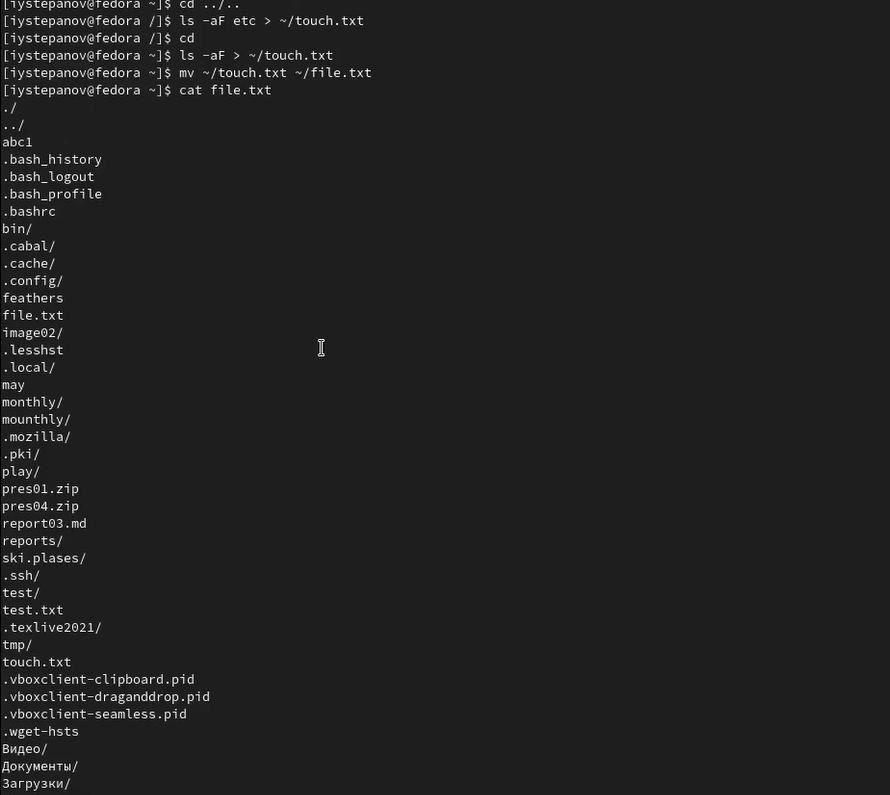 [iystepanov@fedora ~]$ cd ../..
[iystepanov@fedora /]$ ls -aF etc > ~/touch.txt
[iystepanov@fedora /]$ cd
[iystepanov@fedora ~]$ ls -aF > ~/touch.txt
[iystepanov@fedora ~]$ mv ~/touch.txt ~/file.txt
[iystepanov@fedora ~]$ cat file.txt
./
../
abc1
.bash_history
.bash_logout
.bash_profile
.bashrc
bin/
.cabal/
.cache/
.config/
feathers
file.txt
image02/
.lesshst
.local/
may
monthly/
mounthly/
.mozilla/
.pki/
play/
pres01.zip
pres04.zip
report03.md
reports/
ski.plases/
.ssh/
test/
test.txt
.texlive2021/
tmp/
touch.txt
.vboxclient-clipboard.pid
.vboxclient-draganddrop.pid
.vboxclient-seamless.pid
.wget-hsts
Видео/
Документы/
Загрузки/